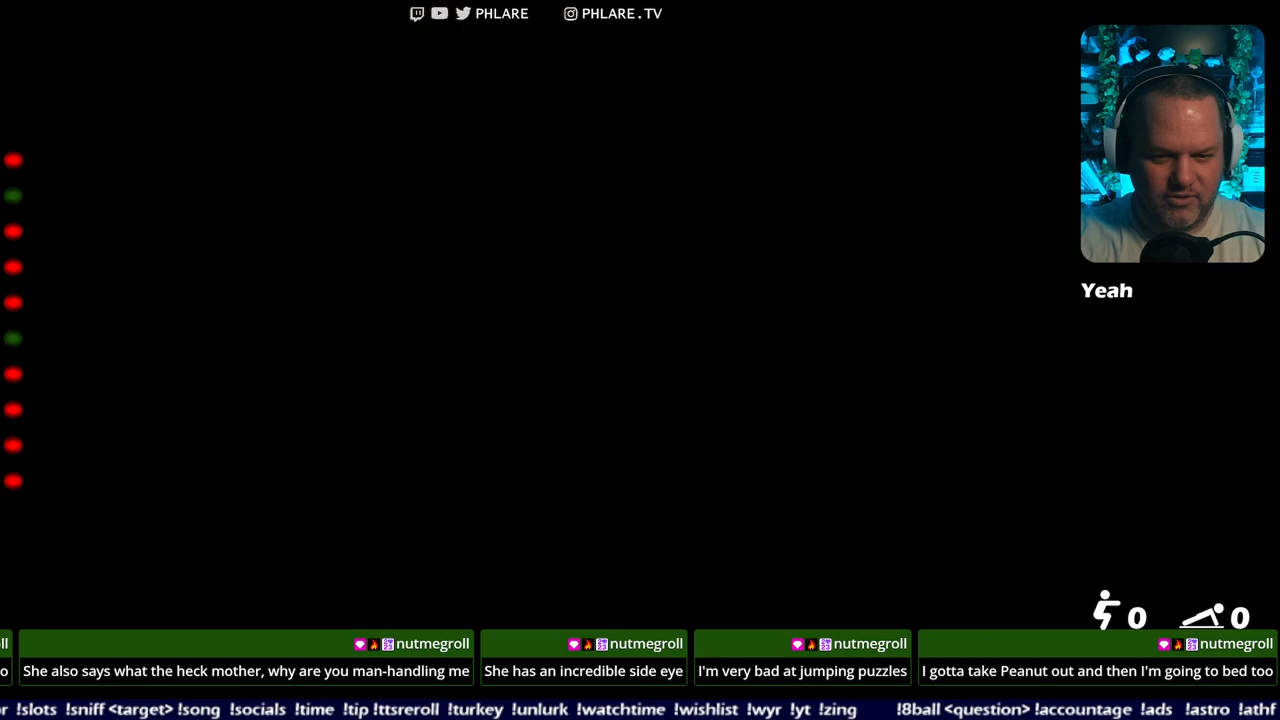 PHLARE PHLARE.TV
Yeah
0 0
ll nutmegroll nutmegroll nutmegroll nutmegroll
o She also says what the heck mother, why are you man-handling me She has an incredible side eye I'm very bad at jumping puzzles I gotta take Peanut out and then I'm going to bed too
or !slots !sniff <target> !song !socials !time !tip !ttsreroll !turkey !unlurk !watchtime !wishlist !wyr !yt !zing !8ball <question> !accountage !ads !astro !athf